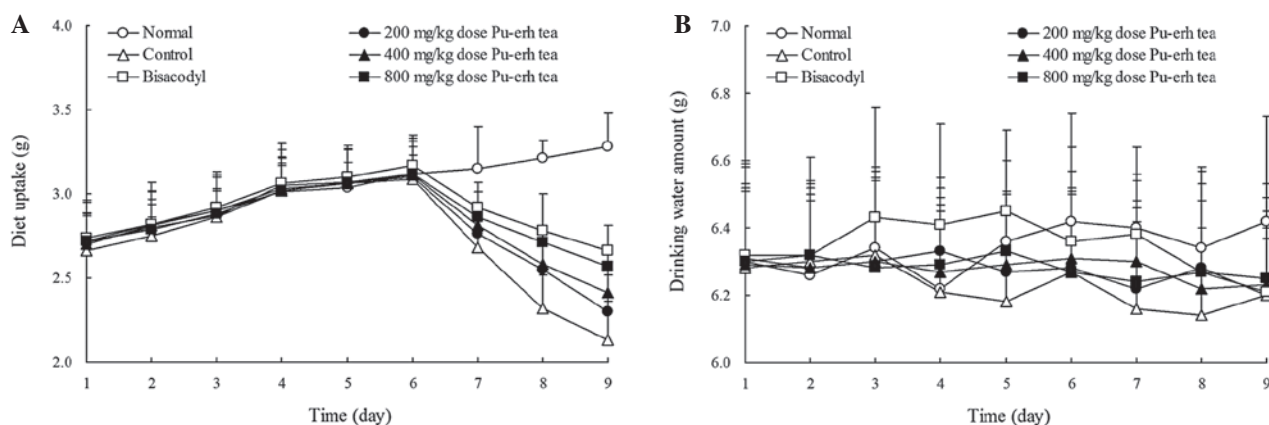 A
Normal
Control
Bisacodyl
200 mg/kg dose Pu-erh tea
400 mg/kg dose Pu-erh tea
800 mg/kg dose Pu-erh tea
Diet uptake (g)
4.0
3.5
3.0
2.5
2.0
1 2 3 4 5 6 7 8 9
Time (day)
B
Normal
Control
Bisacodyl
200 mg/kg dose Pu-erh tea
400 mg/kg dose Pu-erh tea
800 mg/kg dose Pu-erh tea
Drinking water amount (g)
7.0
6.8
6.6
6.4
6.2
6.0
1 2 3 4 5 6 7 8 9
Time (day)